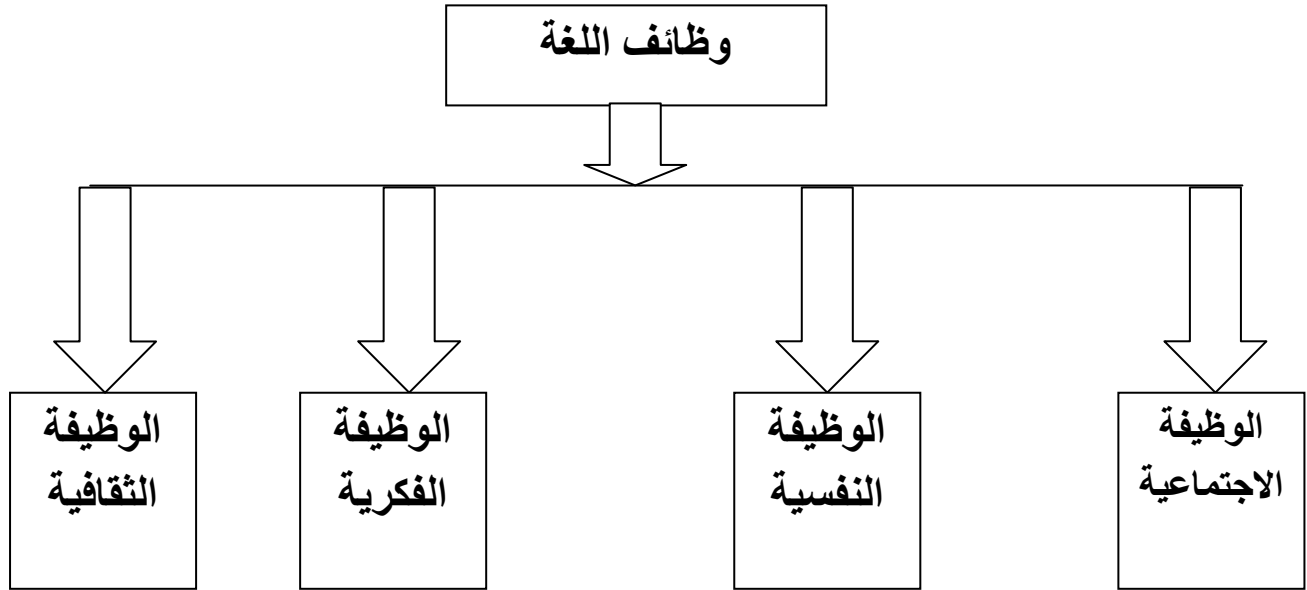 وظائف اللغة
الوظيفة
الاجتماعية
الوظيفة
النفسية
الوظيفة
الفكرية
الوظيفة
الثقافية